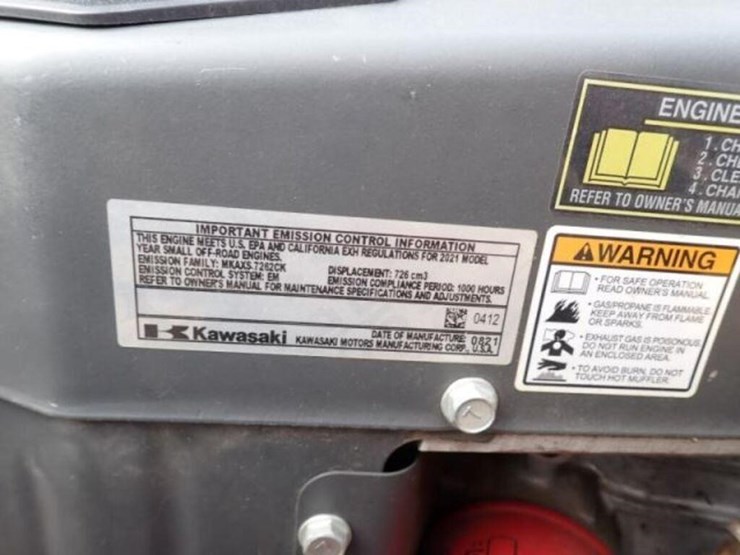 IMPORTANT EMISSION CONTROL INFORMATION
THIS ENGINE MEETS U.S. EPA AND CALIFORNIA EXH REGULATIONS FOR 2021 MODEL
YEAR SMALL OFF-ROAD ENGINES.
EMISSION FAMILY: MKAXS.7262CK DISPLACEMENT: 726 cm3
EMISSION CONTROL SYSTEM: EM EMISSION COMPLIANCE PERIOD: 1000 HOURS
REFER TO OWNER'S MANUAL FOR MAINTENANCE SPECIFICATIONS AND ADJUSTMENTS.
0412
Kawasaki DATE OF MANUFACTURE: 0821
KAWASAKI MOTORS MANUFACTURING CORP., U.S.A.
ENGINE
1.
2.
3. CLE
4.
REFER TO OWNER'S
WARNING
• FOR SAFE OPERATION
READ OWNER'S MANUAL.
• GAS/PROPANE IS FLAMMABLE.
KEEP AWAY FROM FLAME
OR SPARKS.
• EXHAUST GAS IS POISONOUS.
DO NOT RUN ENGINE IN
AN ENCLOSED AREA.
• TO AVOID BURN, DO NOT
TOUCH HOT MUFFLER.